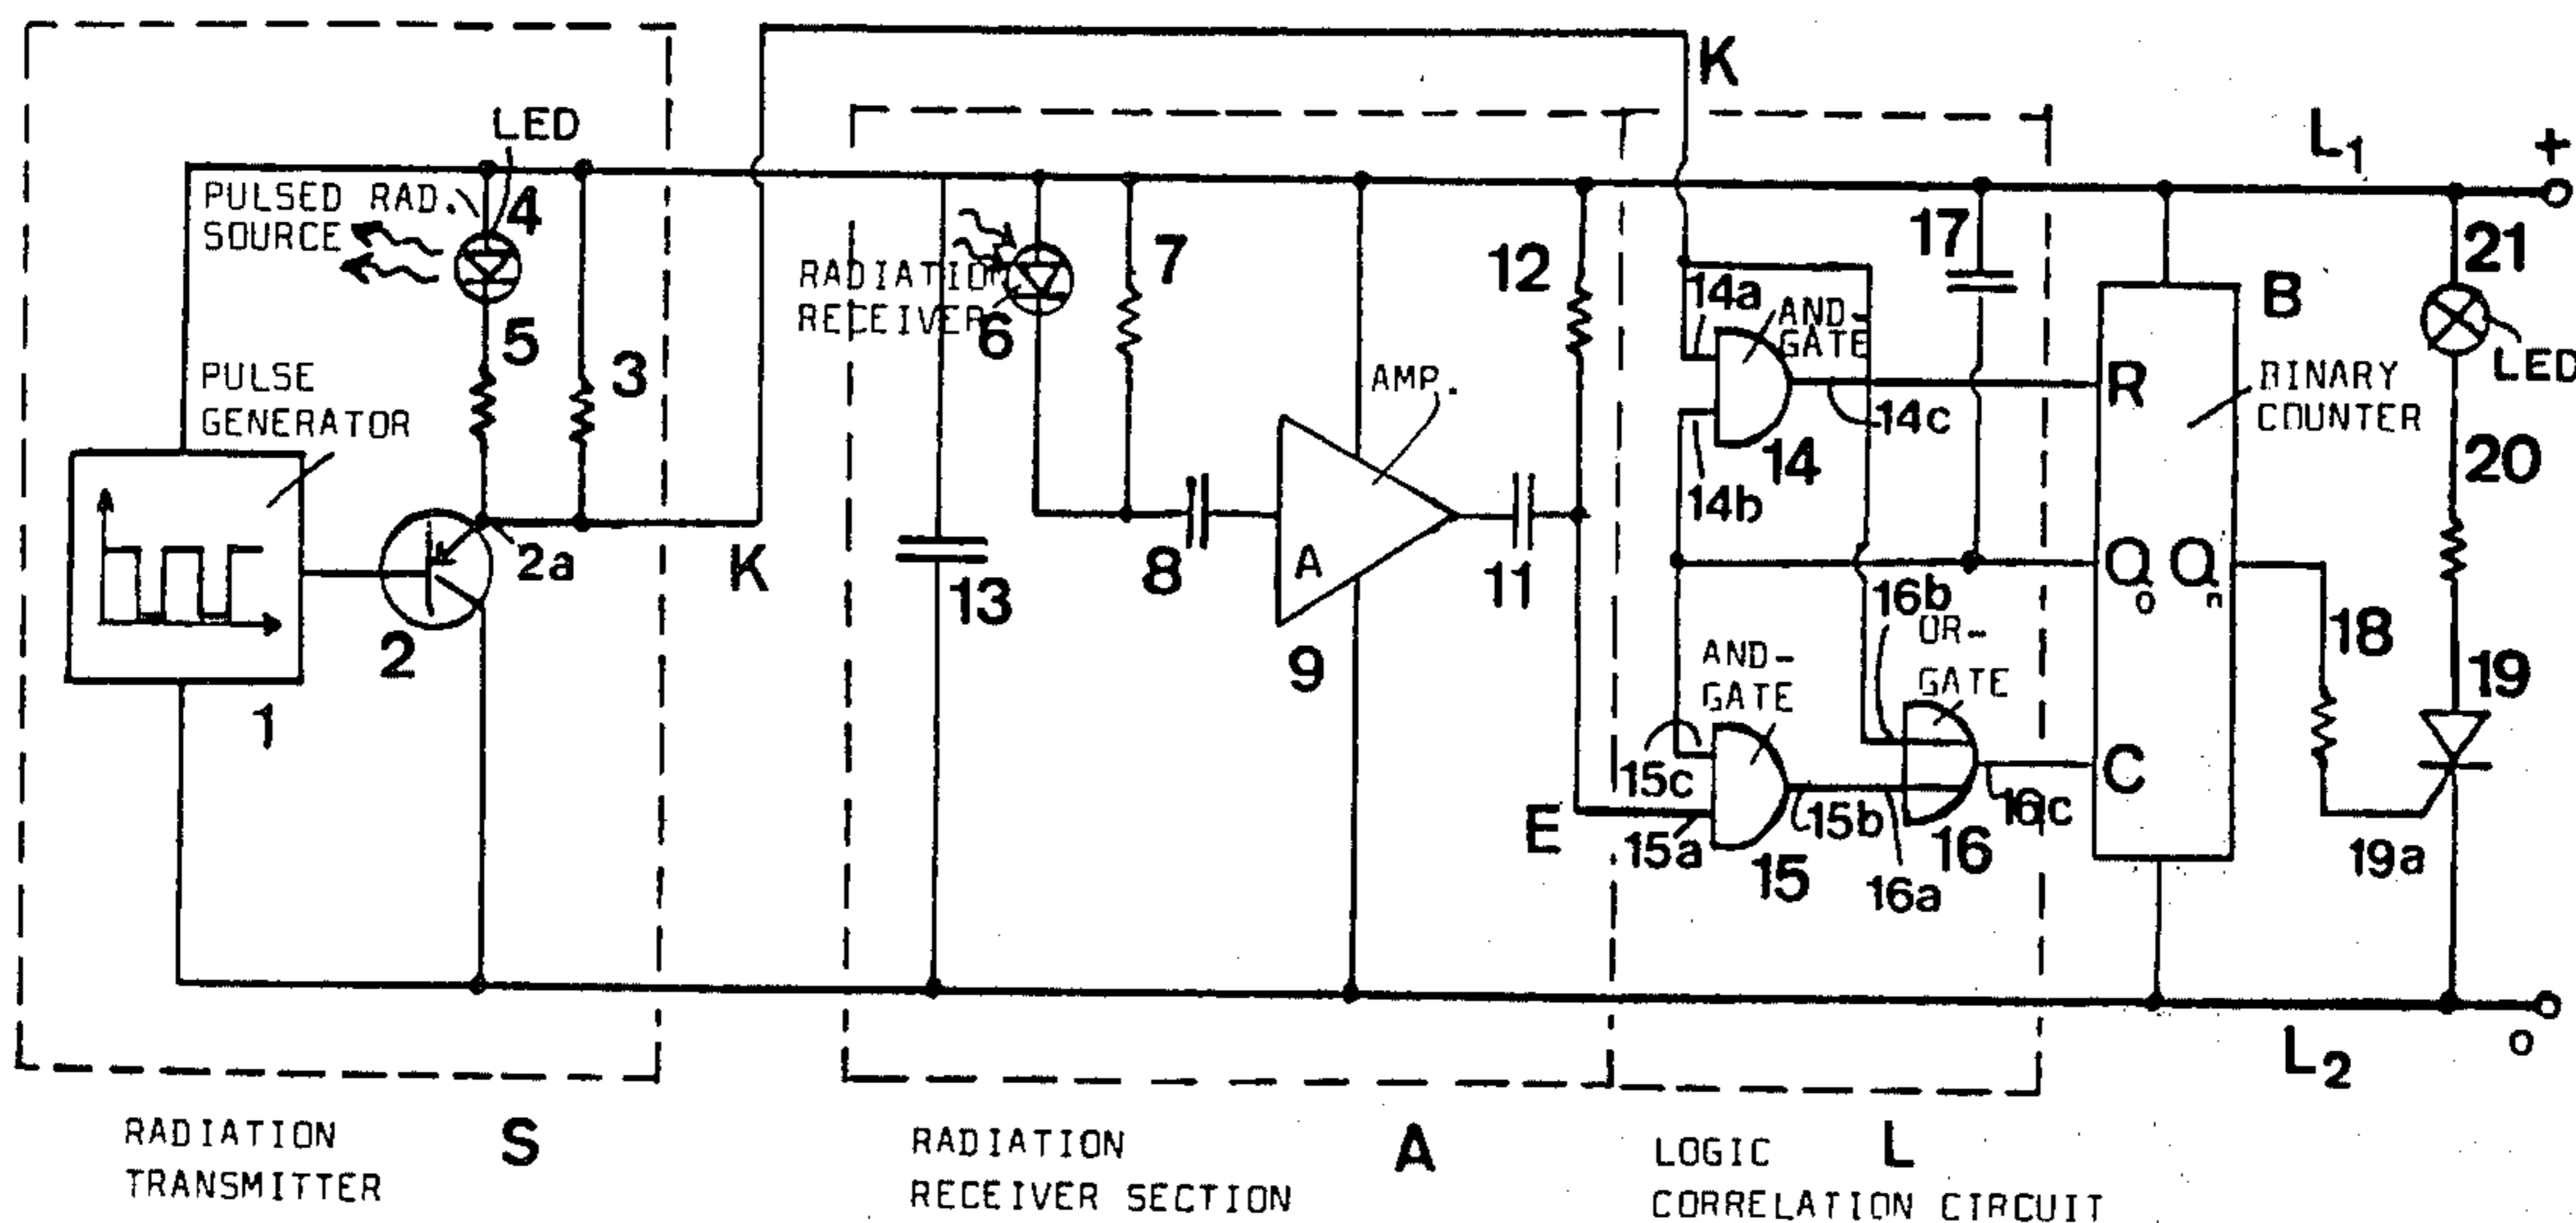 K
L1
+
LED
PULSED RAD.
SOURCE
4
5
3
PULSE
GENERATOR
1
2
2a
K
RADIATION
RECEIVER
6
7
13
8
AMP.
A
9
11
12
E
14a
AND-
GATE
14b
14
14c
17
16b
OR-
GATE
AND-
GATE
15c
15a
15
15b
16a
16
16c
B
BINARY
COUNTER
R
Qo
Qn
C
21
LED
20
18
19
19a
L2
o
RADIATION
TRANSMITTER
S
RADIATION
RECEIVER SECTION
A
LOGIC
CORRELATION CIRCUIT
L